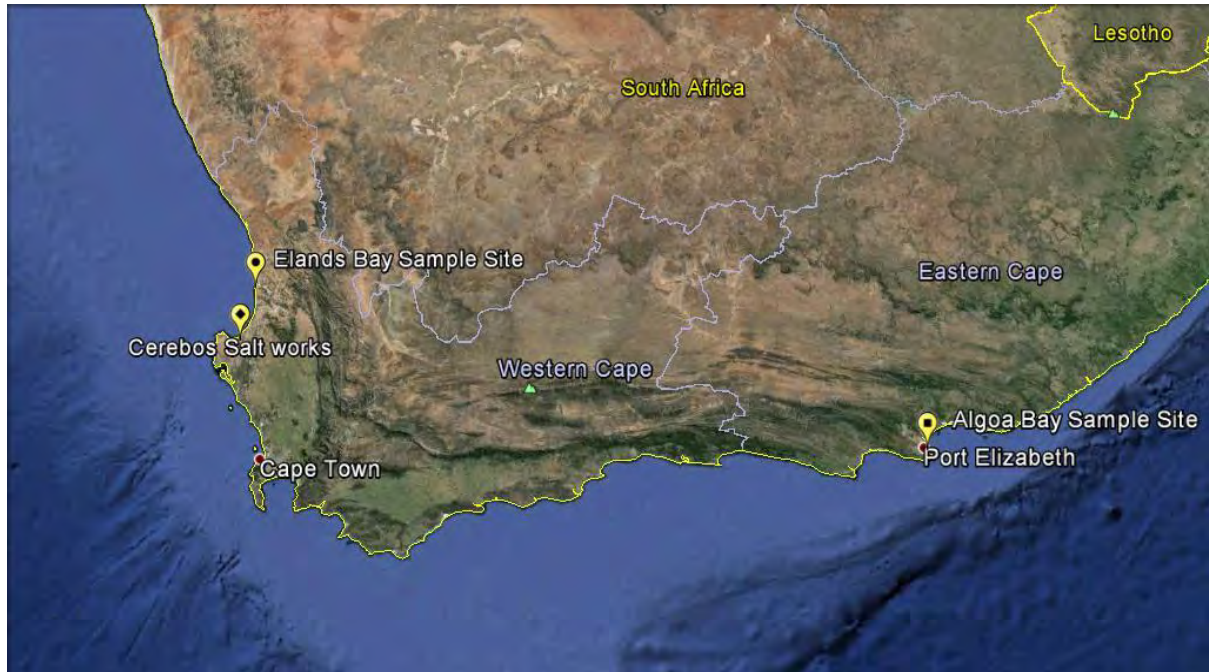 Lesotho
South Africa
Elands Bay Sample Site
Eastern Cape
Cerebos Salt works
Western Cape
Algoa Bay Sample Site
Port Elizabeth
Cape Town